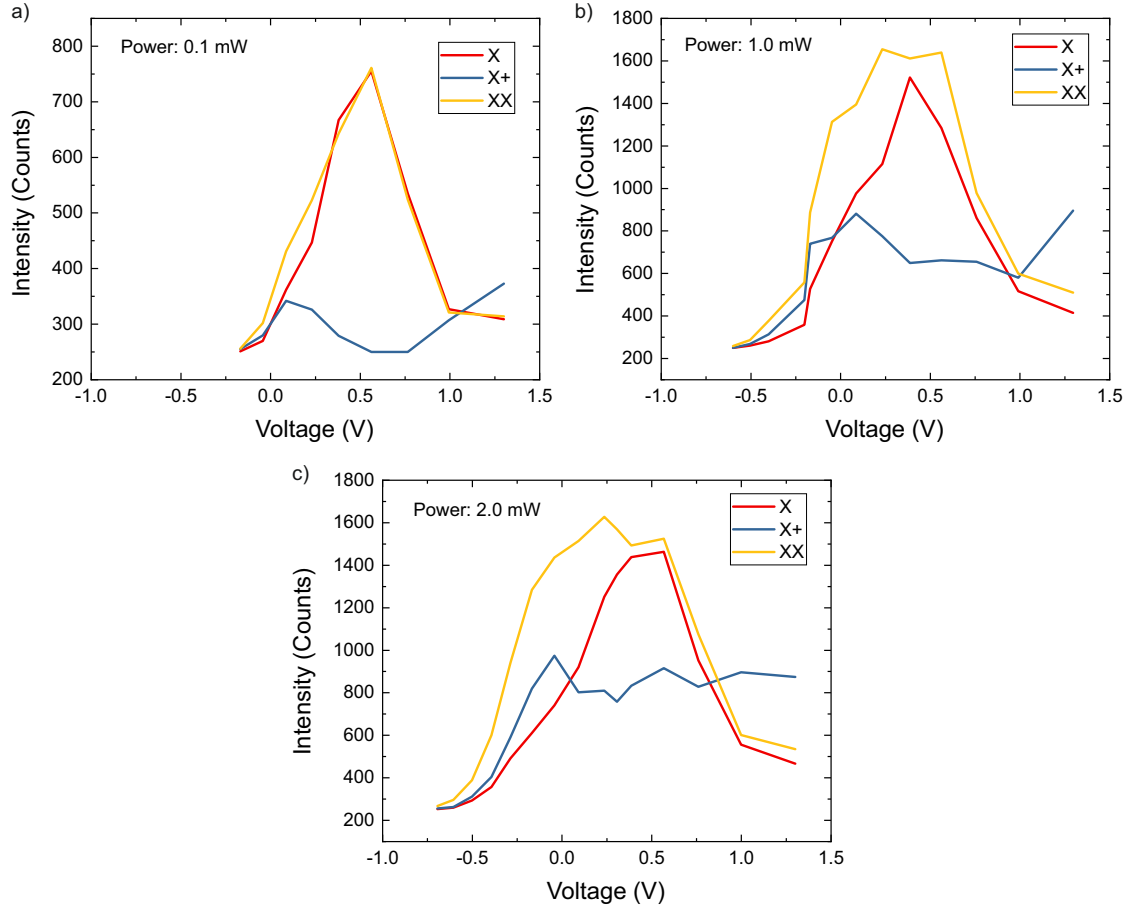 a)
Power: 0.1 mW
X
X+
XX
800
700
600
500
400
300
200
-1.0 -0.5 0.0 0.5 1.0 1.5
Intensity (Counts)
Voltage (V)
b)
Power: 1.0 mW
X
X+
XX
1800
1600
1400
1200
1000
800
600
400
200
-1.0 -0.5 0.0 0.5 1.0 1.5
Intensity (Counts)
Voltage (V)
c)
Power: 2.0 mW
X
X+
XX
1800
1600
1400
1200
1000
800
600
400
200
-1.0 -0.5 0.0 0.5 1.0 1.5
Intensity (Counts)
Voltage (V)